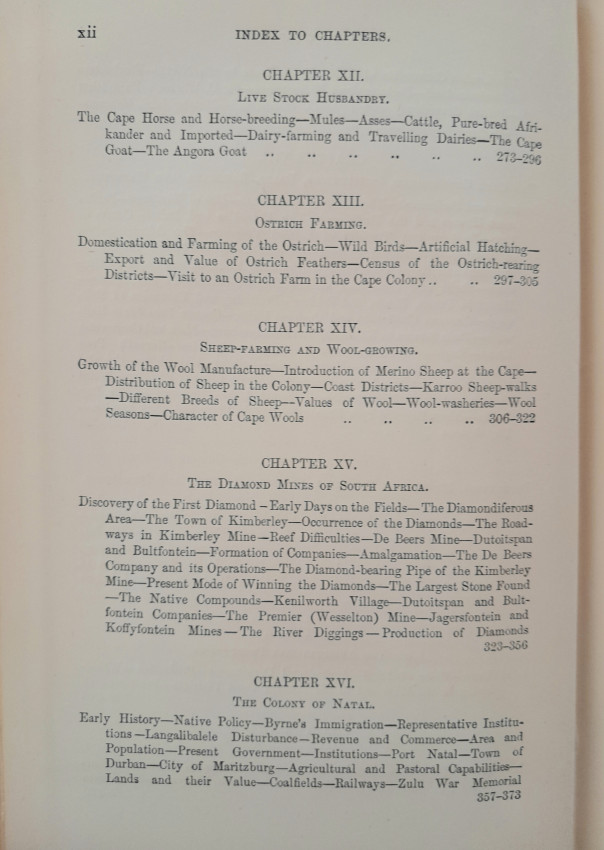 xii
INDEX TO CHAPTERS.
CHAPTER XII.
LIVE STOCK HUSBANDRY.
The Cape Horse and Horse-breeding—Mules—Asses—Cattle, Pure-bred Afri-
kander and Imported—Dairy-farming and Travelling Dairies—The Cape
Goat—The Angora Goat .. .. .. .. .. .. 273–296
CHAPTER XIII.
OSTRICH FARMING.
Domestication and Farming of the Ostrich—Wild Birds—Artificial Hatching—
Export and Value of Ostrich Feathers—Census of the Ostrich-rearing
Districts—Visit to an Ostrich Farm in the Cape Colony .. .. 297–305
CHAPTER XIV.
SHEEP-FARMING AND WOOL-GROWING.
Growth of the Wool Manufacture—Introduction of Merino Sheep at the Cape—
Distribution of Sheep in the Colony—Coast Districts—Karroo Sheep-walks
—Different Breeds of Sheep—Values of Wool—Wool-washeries—Wool
Seasons—Character of Cape Wools .. .. .. .. 306–322
CHAPTER XV.
THE DIAMOND MINES OF SOUTH AFRICA.
Discovery of the First Diamond—Early Days on the Fields—The Diamondiferous
Area—The Town of Kimberley—Occurrence of the Diamonds—The Road-
ways in Kimberley Mine—Reef Difficulties—De Beers Mine—Dutoitspan
and Bultfontein—Formation of Companies—Amalgamation—The De Beers
Company and its Operations—The Diamond-bearing Pipe of the Kimberley
Mine—Present Mode of Winning the Diamonds—The Largest Stone Found
—The Native Compounds—Kenilworth Village—Dutoitspan and Bult-
fontein Companies—The Premier (Wesselton) Mine—Jagersfontein and
Koffyfontein Mines—The River Diggings—Production of Diamonds
323–356
CHAPTER XVI.
THE COLONY OF NATAL.
Early History—Native Policy—Byrne's Immigration—Representative Institu-
tions—Langalibalele Disturbance—Revenue and Commerce—Area and
Population—Present Government—Institutions—Port Natal—Town of
Durban—City of Maritzburg—Agricultural and Pastoral Capabilities—
Lands and their Value—Coalfields—Railways—Zulu War Memorial
357–373